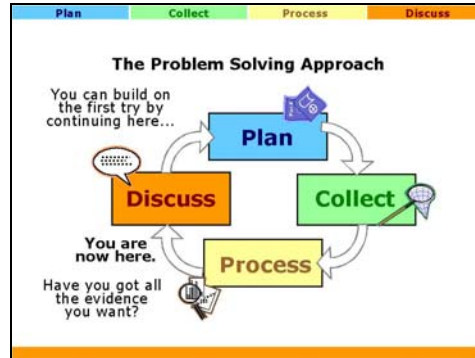 Plan Collect Process Discuss
The Problem Solving Approach
You can build on
the first try by
continuing here...
Plan
Discuss
Collect
You are
now here.
Process
Have you got all
the evidence
you want?